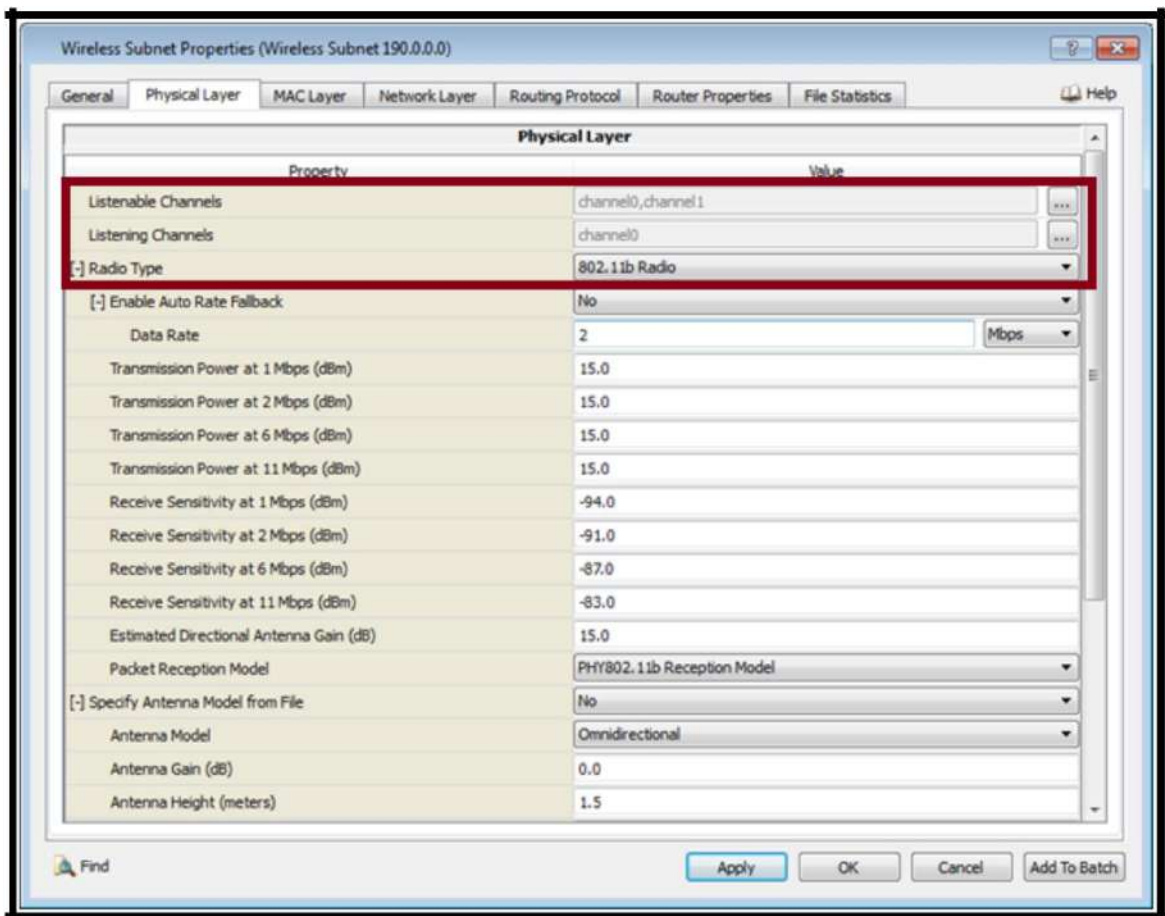 Wireless Subnet Properties (Wireless Subnet 190.0.0.0)
General Physical Layer MAC Layer Network Layer Routing Protocol Router Properties File Statistics Help
Physical Layer
Property Value
Listenable Channels channel0,channel1 ...
Listening Channels channel0 ...
[-] Radio Type 802.11b Radio
[-] Enable Auto Rate Fallback No
Data Rate 2 Mbps
Transmission Power at 1 Mbps (dBm) 15.0
Transmission Power at 2 Mbps (dBm) 15.0
Transmission Power at 6 Mbps (dBm) 15.0
Transmission Power at 11 Mbps (dBm) 15.0
Receive Sensitivity at 1 Mbps (dBm) -94.0
Receive Sensitivity at 2 Mbps (dBm) -91.0
Receive Sensitivity at 6 Mbps (dBm) -87.0
Receive Sensitivity at 11 Mbps (dBm) -83.0
Estimated Directional Antenna Gain (dB) 15.0
Packet Reception Model PHY802.11b Reception Model
[-] Specify Antenna Model from File No
Antenna Model Omnidirectional
Antenna Gain (dB) 0.0
Antenna Height (meters) 1.5
Find Apply OK Cancel Add To Batch